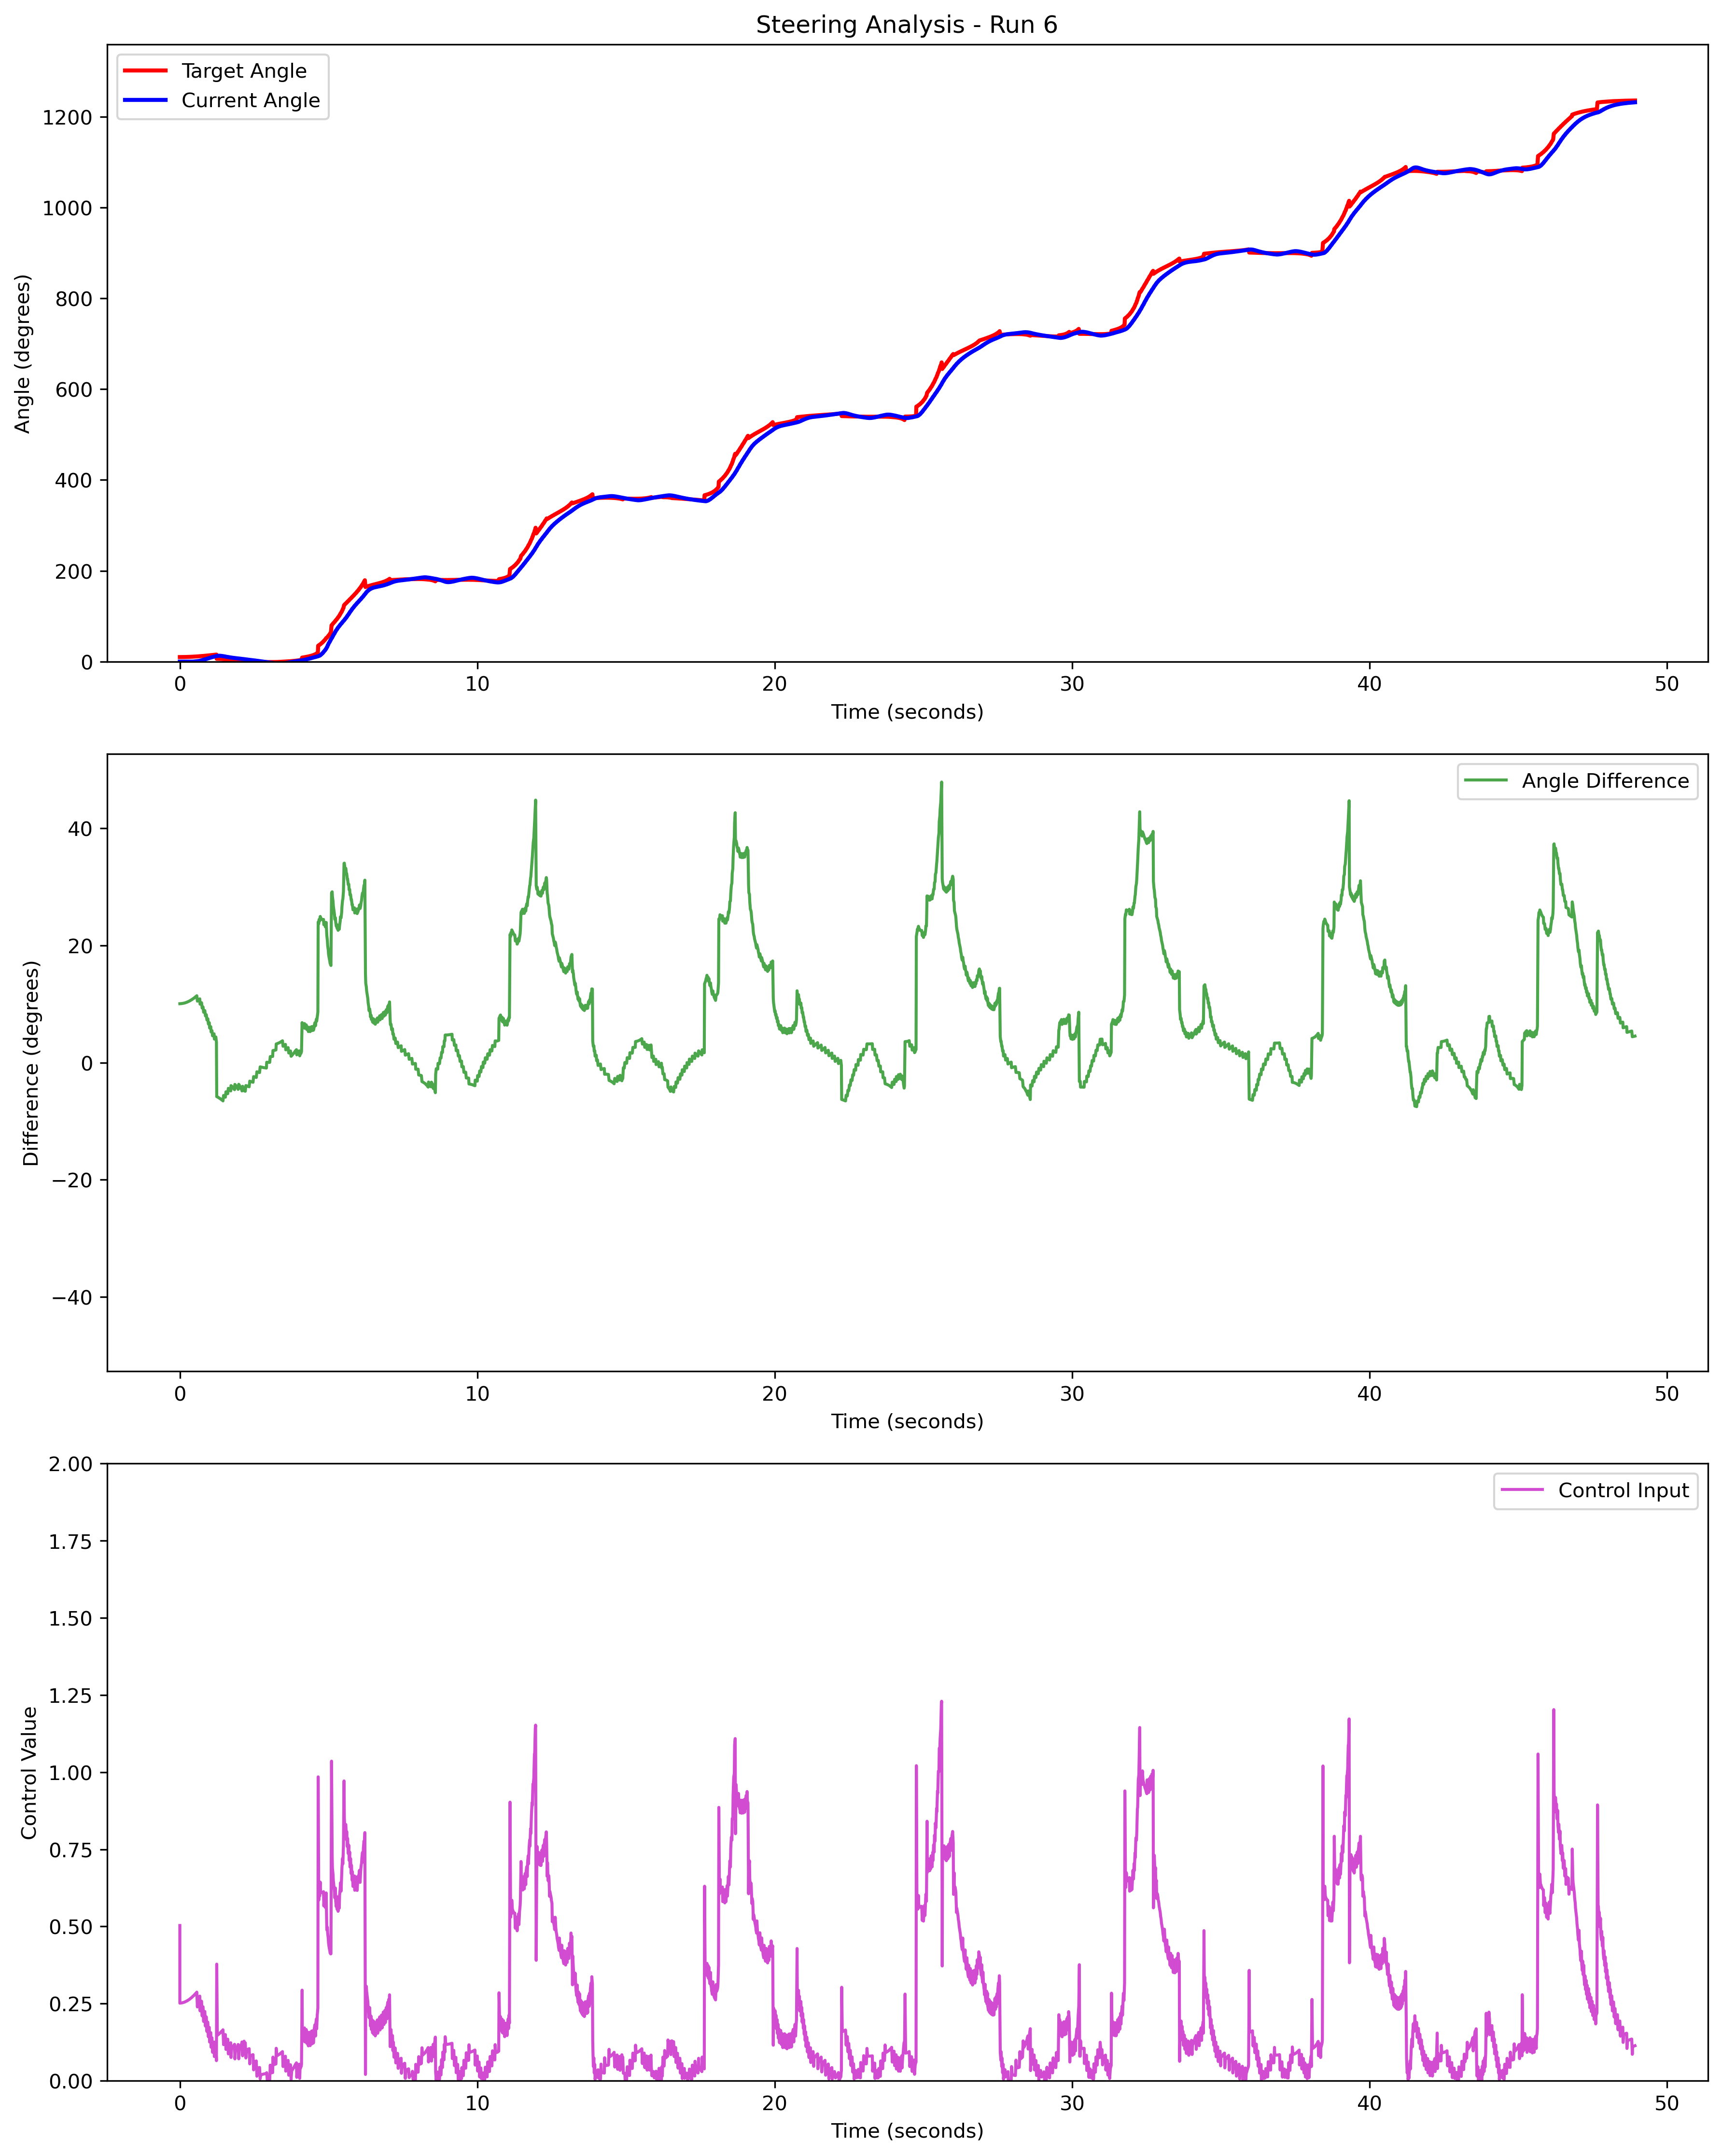 Steering Analysis - Run 6
Target Angle
Current Angle
Angle (degrees)
1200
1000
800
600
400
200
0
0 10 20 30 40 50
Time (seconds)
Angle Difference
Difference (degrees)
40
20
0
−20
−40
0 10 20 30 40 50
Time (seconds)
Control Input
Control Value
2.00
1.75
1.50
1.25
1.00
0.75
0.50
0.25
0.00
0 10 20 30 40 50
Time (seconds)